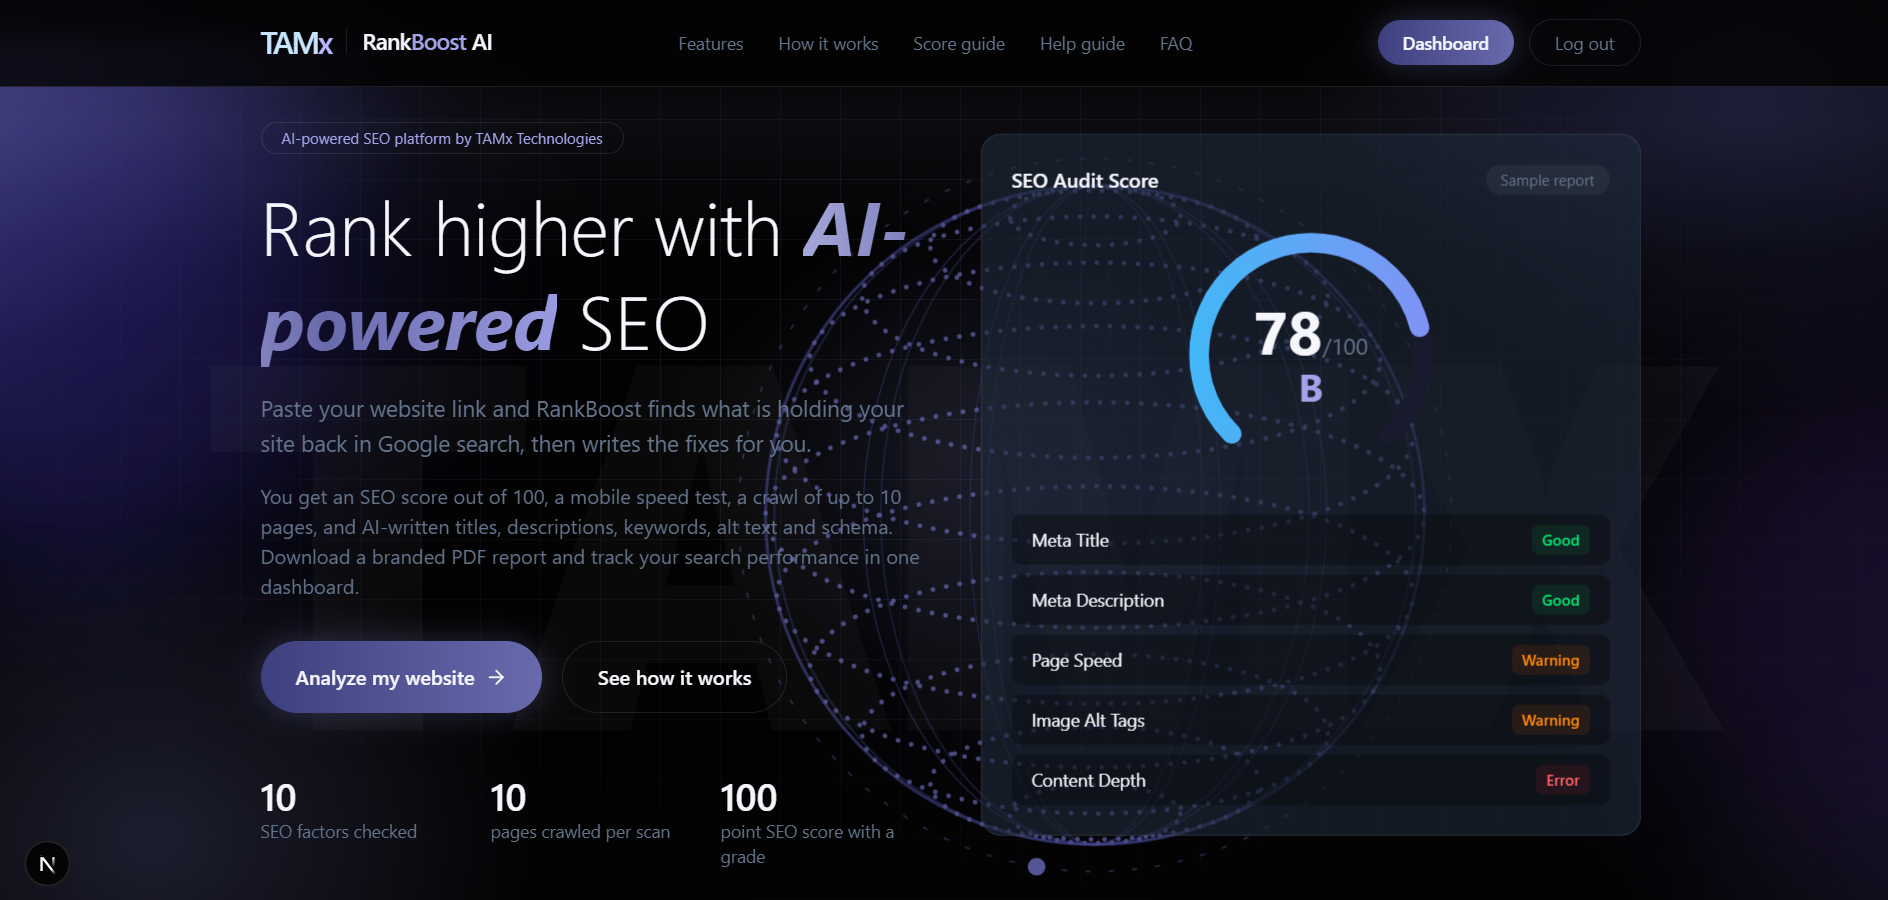 TAMx RankBoost AI
Features How it works Score guide Help guide FAQ
Dashboard Log out
AI-powered SEO platform by TAMx Technologies
Rank higher with AI-
powered SEO
Paste your website link and RankBoost finds what is holding your
site back in Google search, then writes the fixes for you.
You get an SEO score out of 100, a mobile speed test, a crawl of up to 10
pages, and AI-written titles, descriptions, keywords, alt text and schema.
Download a branded PDF report and track your search performance in one
dashboard.
Analyze my website →
See how it works
10
SEO factors checked
10
pages crawled per scan
100
point SEO score with a
grade
SEO Audit Score
Sample report
78/100
B
Meta Title Good
Meta Description Good
Page Speed Warning
Image Alt Tags Warning
Content Depth Error
TAMX
N